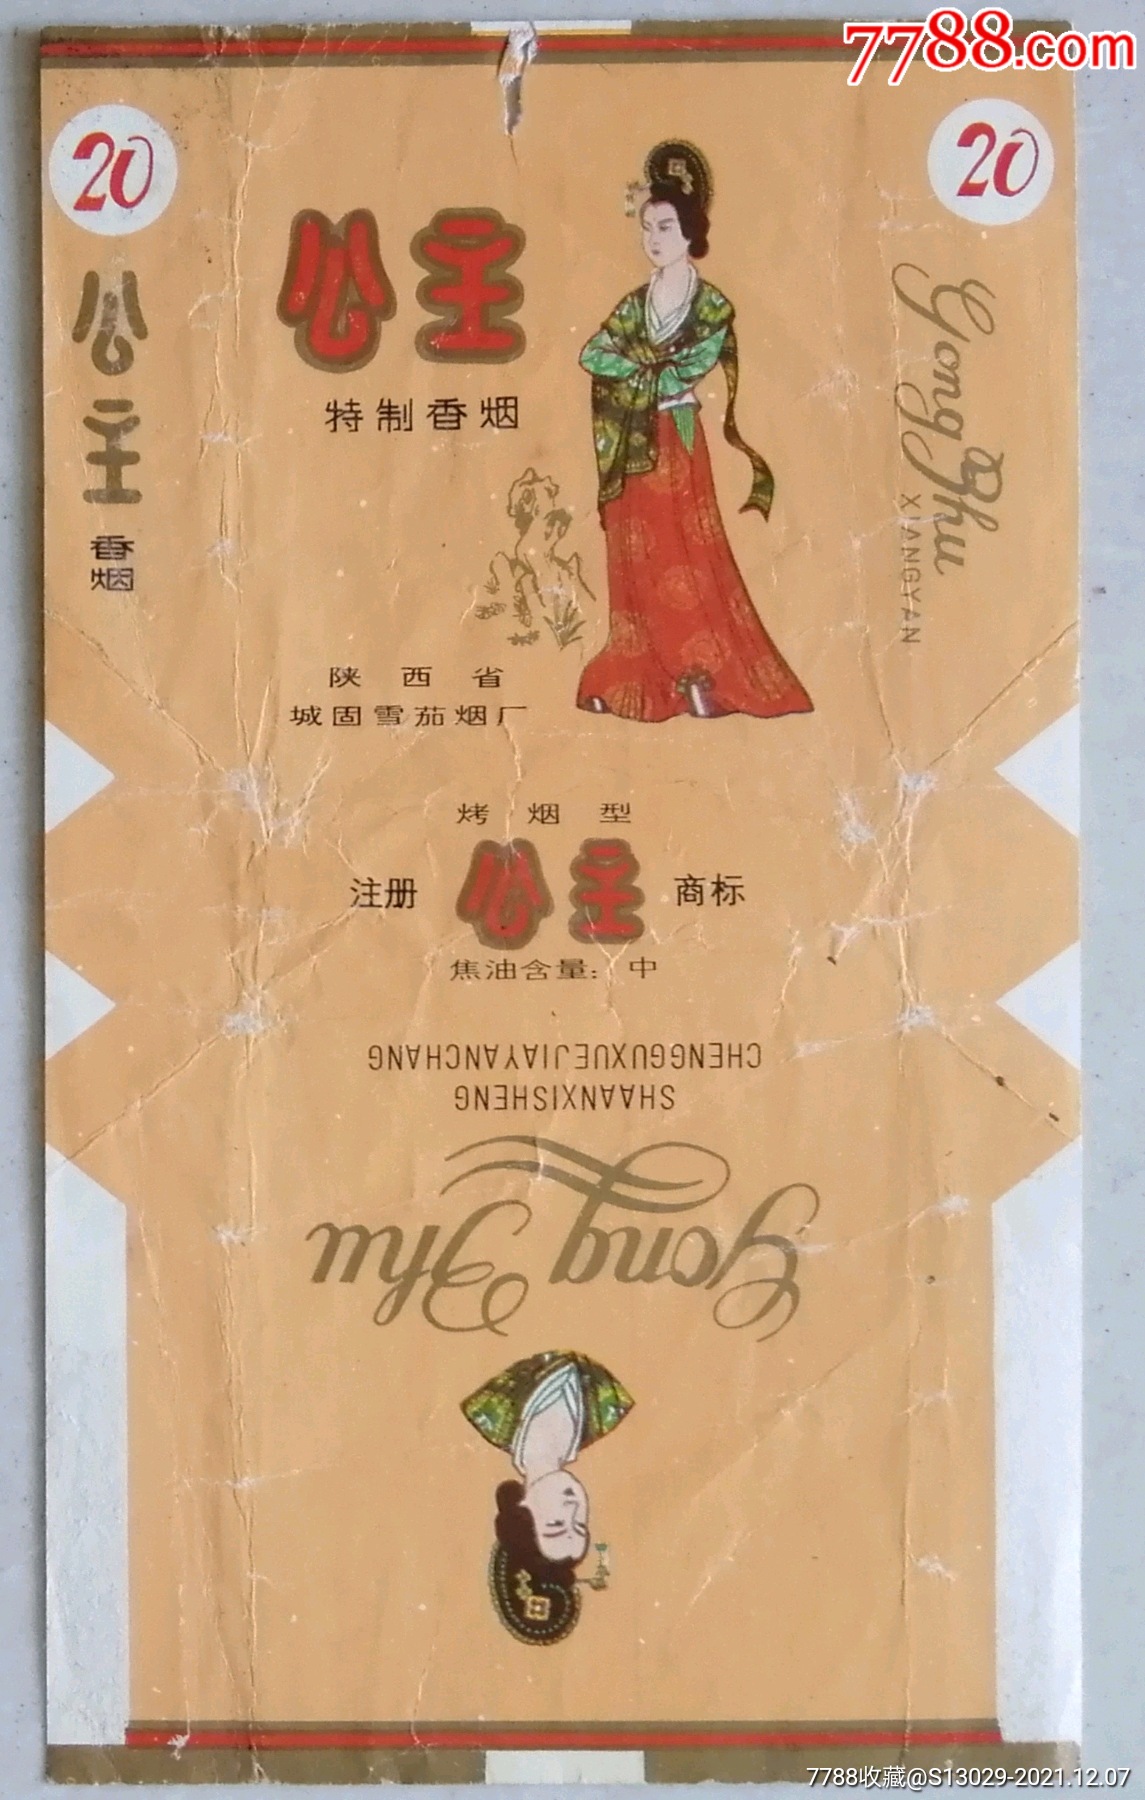 7788.com
20
20
公主
香烟
公主
特制香烟
Gong Zhu
XIANGYAN
陕西省
城固雪茄烟厂
烤烟型
注册 公主 商标
焦油含量：中
CHENGGUXUEJIAYANCHANG
SHAANXISHENG
Gong Zhu
7788收藏@S13029-2021.12.07